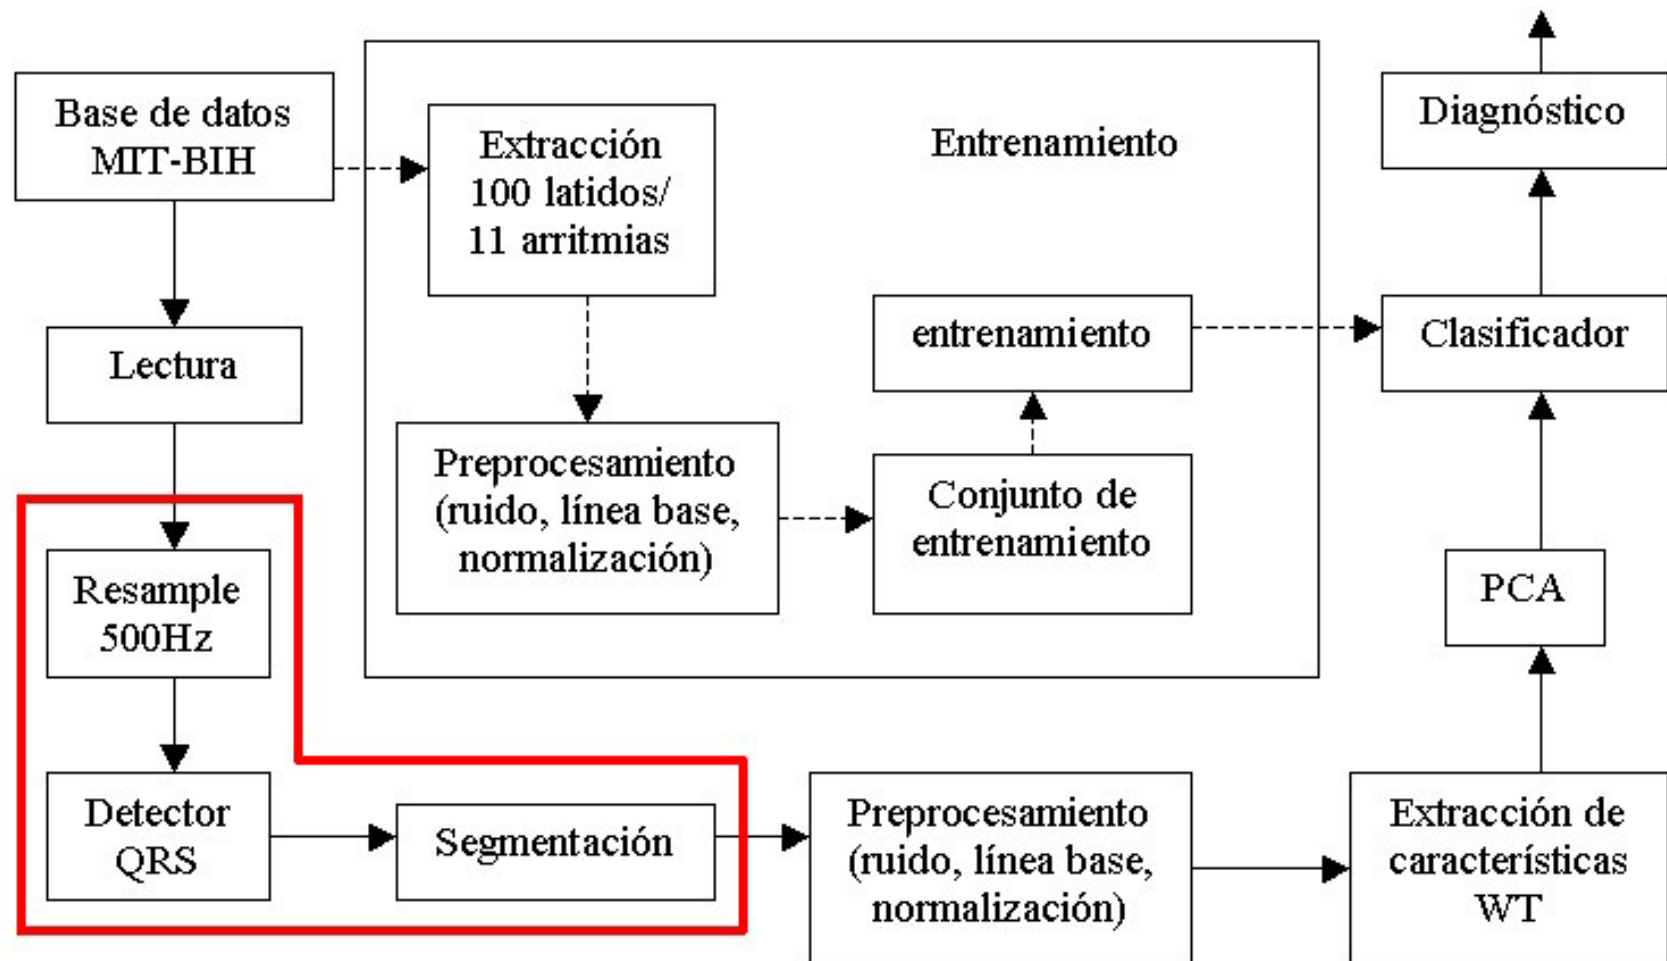 Base de datos
MIT-BIH
Extracción
100 latidos/
11 arritmias
Entrenamiento
Diagnóstico
Lectura
entrenamiento
Clasificador
Preprocesamiento
(ruido, línea base,
normalización)
Conjunto de
entrenamiento
Resample
500Hz
PCA
Detector
QRS
Segmentación
Preprocesamiento
(ruido, línea base,
normalización)
Extracción de
característísticas
WT